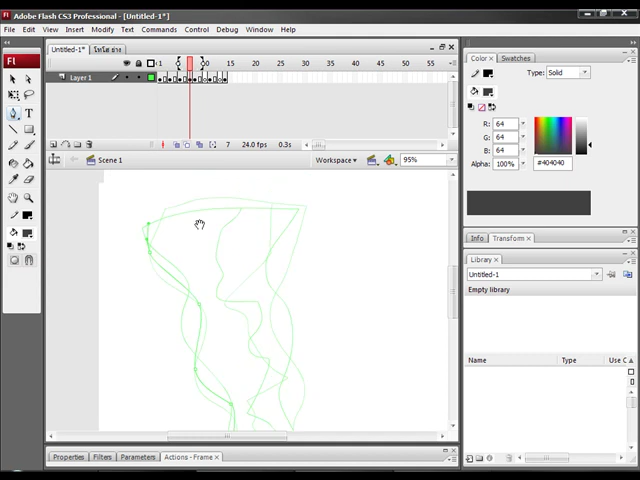 Adobe Flash CS3 Professional - [Untitled-1*]
File Edit View Insert Modify Text Commands Control Debug Window Help
Untitled-1*
Layer 1
1 5 15 20 25 30 35 40 45 50 55
7 24.0 fps 0.3s
Scene 1 Workspace 95%
Fl
Color Swatches
Type: Solid
R: 64
G: 64
B: 64
Alpha: 100% #404040
Info Transform
Library
Untitled-1
Empty library
Name Type Use C
Properties Filters Parameters Actions - Frame